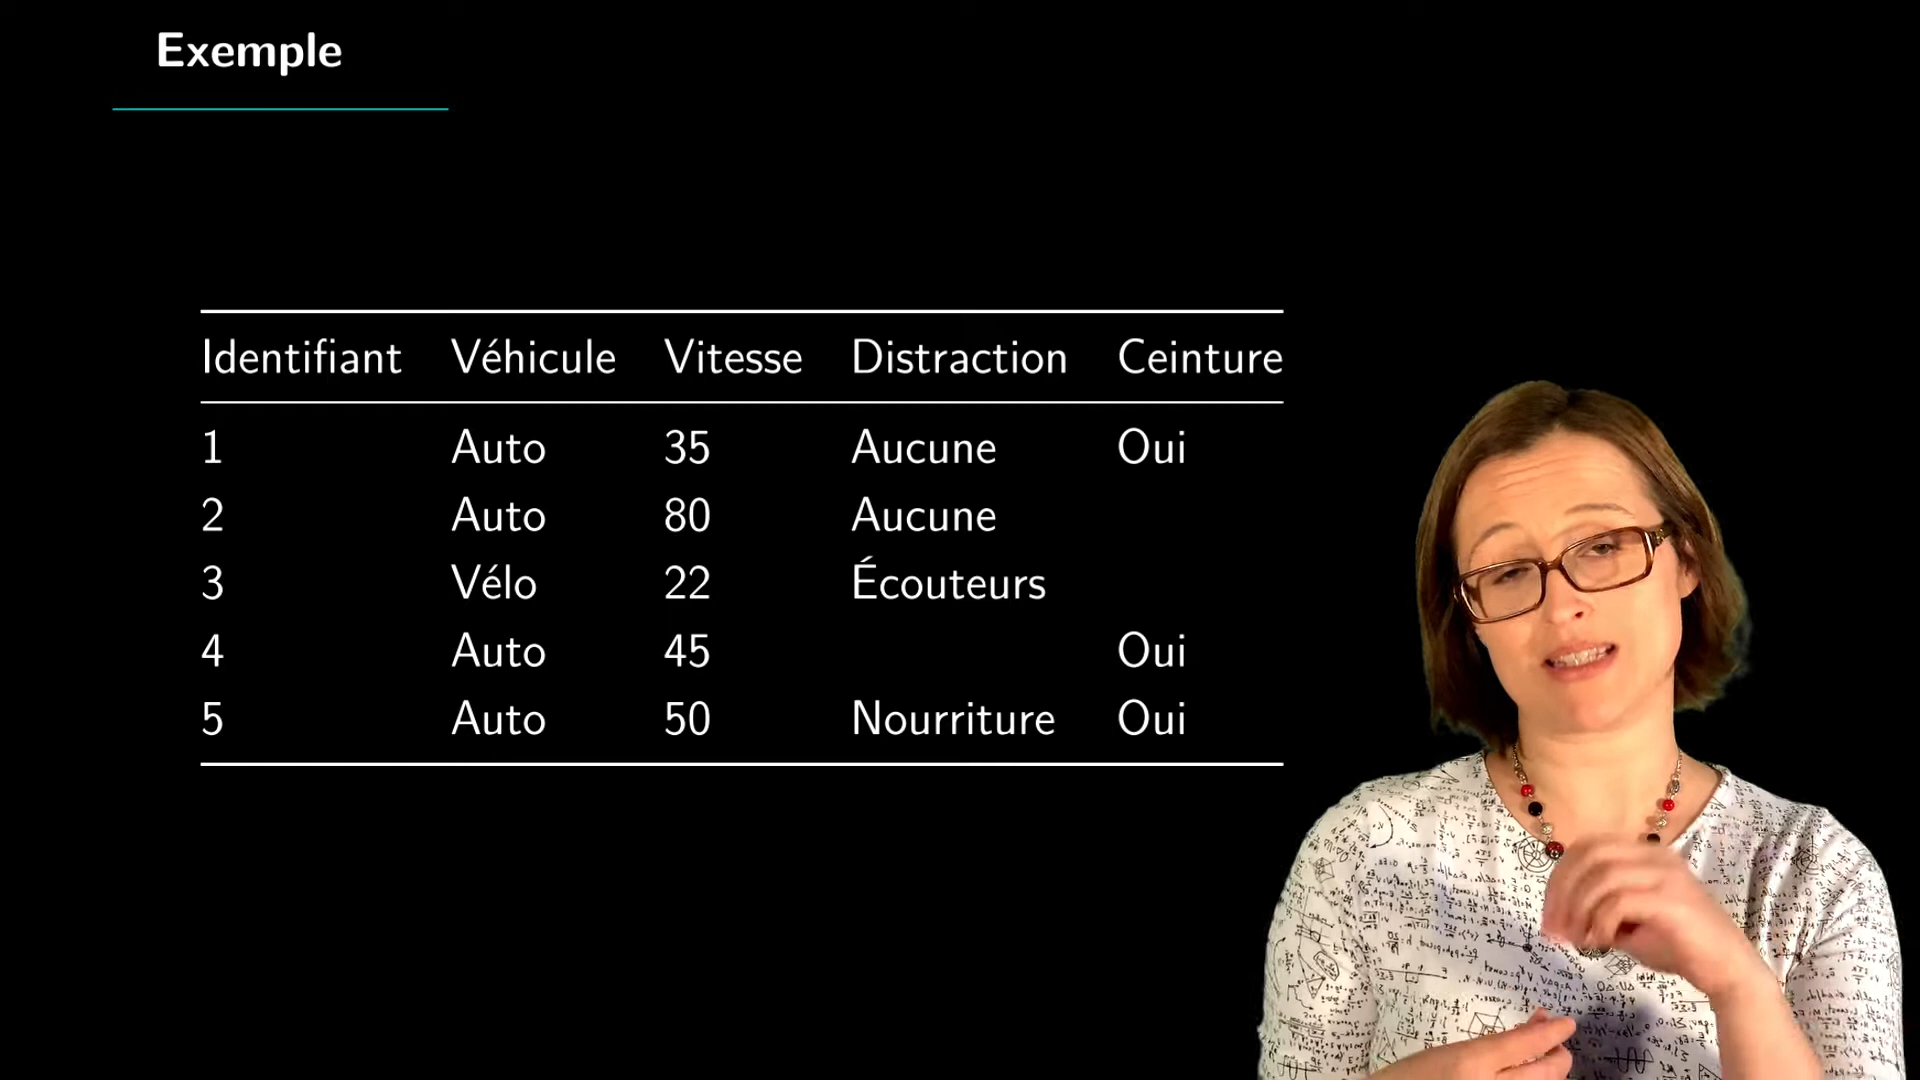 Exemple
Identifiant Véhicule Vitesse Distraction Ceinture
1 Auto 35 Aucune Oui
2 Auto 80 Aucune
3 Vélo 22 Écouteurs
4 Auto 45 Oui
5 Auto 50 Nourriture Oui